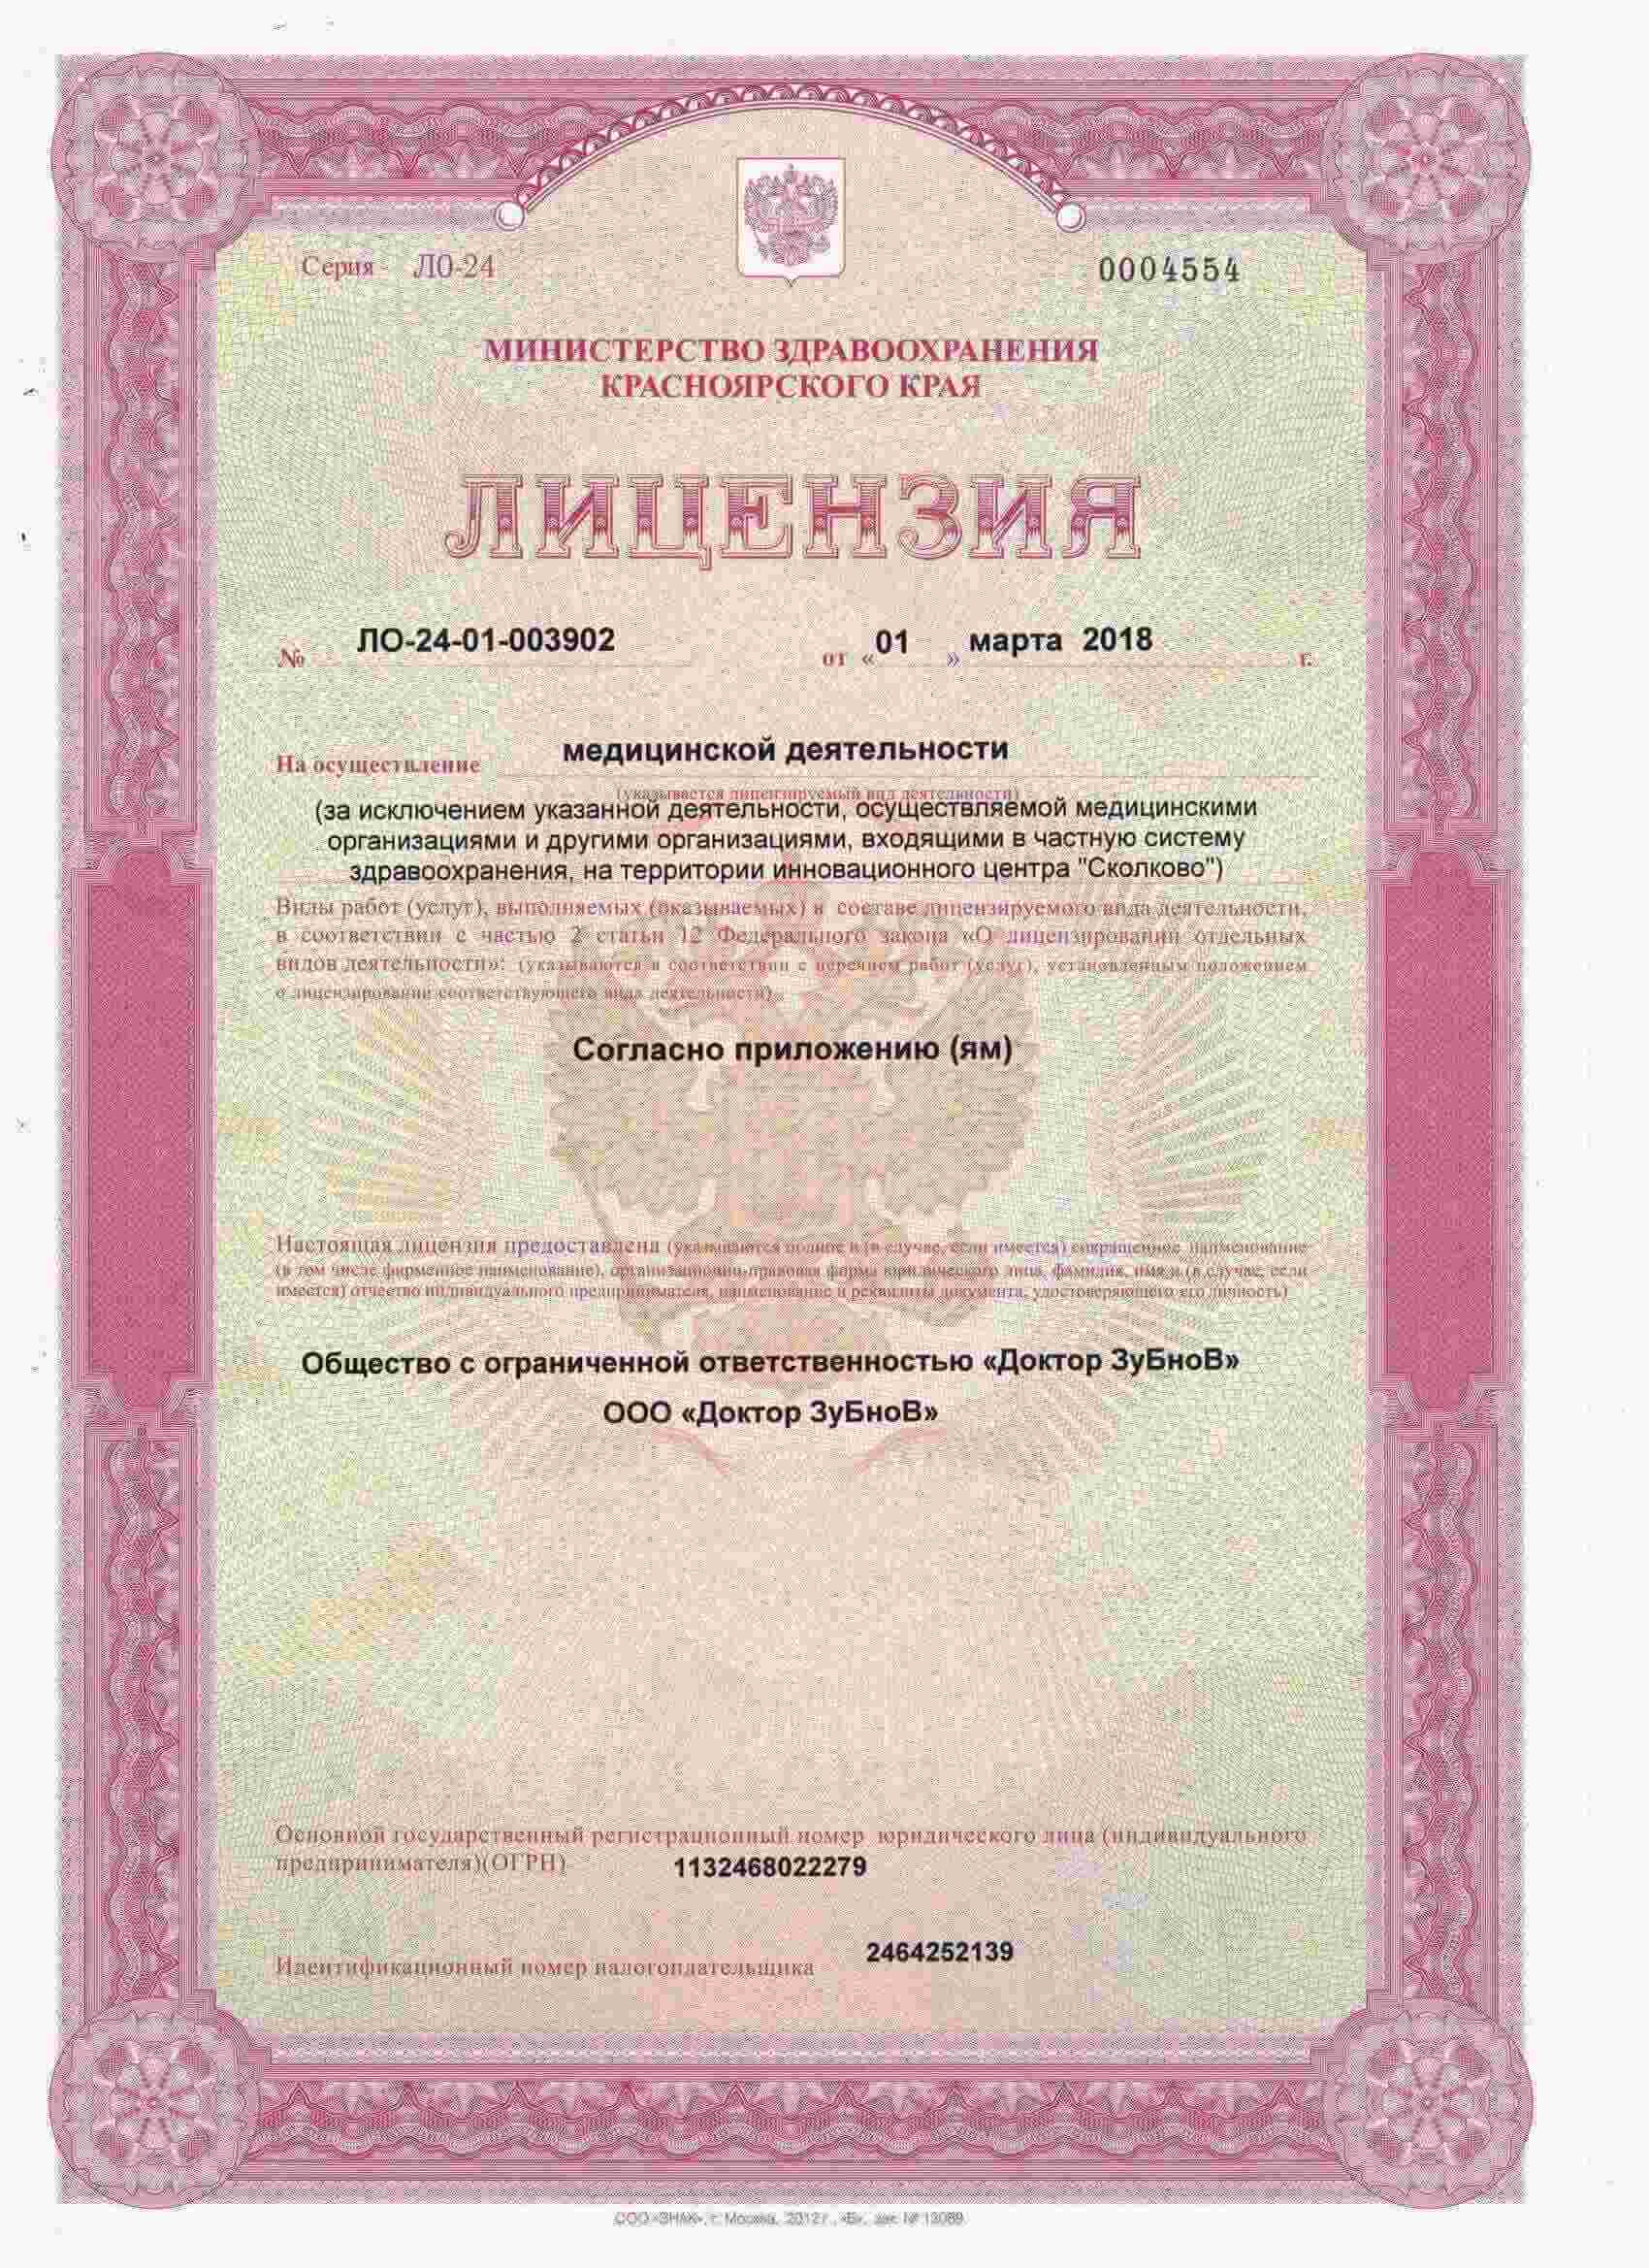 Серия ЛО-24
0004554
МИНИСТЕРСТВО ЗДРАВООХРАНЕНИЯ
КРАСНОЯРСКОГО КРАЯ
ЛИЦЕНЗИЯ
№ ЛО-24-01-003902 от «01» марта 2018 г.
На осуществление медицинской деятельности
(указывается лицензируемый вид деятельности)
(за исключением указанной деятельности, осуществляемой медицинскими
организациями и другими организациями, входящими в частную систему
здравоохранения, на территории инновационного центра "Сколково")
Виды работ (услуг), выполняемых (оказываемых) в составе лицензируемого вида деятельности,
в соответствии с частью 2 статьи 12 Федерального закона «О лицензировании отдельных
видов деятельности»: (указываются в соответствии с перечнем работ (услуг), установленным положением
о лицензировании соответствующего вида деятельности)
Согласно приложению (ям)
Настоящая лицензия предоставлена (указываются полное и (в случае, если имеется) сокращенное наименование
(в том числе фирменное наименование), организационно-правовая форма юридического лица, фамилия, имя и (в случае, если
имеется) отчество индивидуального предпринимателя, наименование и реквизиты документа, удостоверяющего его личность)
Общество с ограниченной ответственностью «Доктор ЗуБноВ»
ООО «Доктор ЗуБноВ»
Основной государственный регистрационный номер юридического лица (индивидуального
предпринимателя)(ОГРН) 1132468022279
Идентификационный номер налогоплательщика 2464252139
ООО «ЗНАК», г. Москва, 2012 г., «Б», зак. № 13089